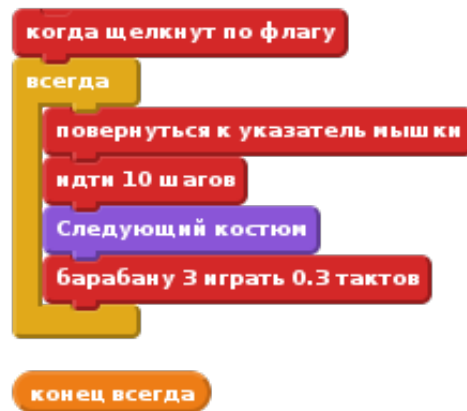 когда щелкнут по флагу
всегда
повернуться к указатель мышки
идти 10 шагов
Следующий костюм
барабану 3 играть 0.3 тактов
конец всегда